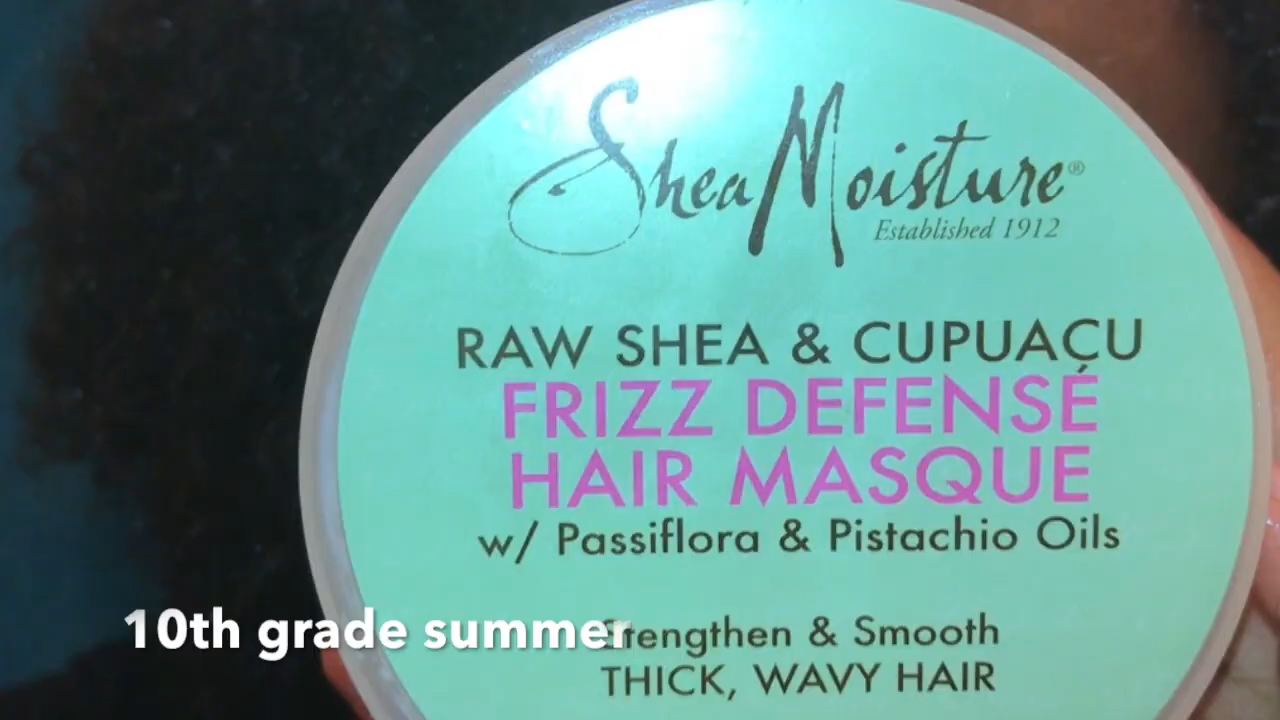 SheaMoisture®
Established 1912
RAW SHEA & CUPUAÇU
FRIZZ DEFENSE
HAIR MASQUE
w/ Passiflora & Pistachio Oils
10th grade summer
Strengthen & Smooth
THICK, WAVY HAIR